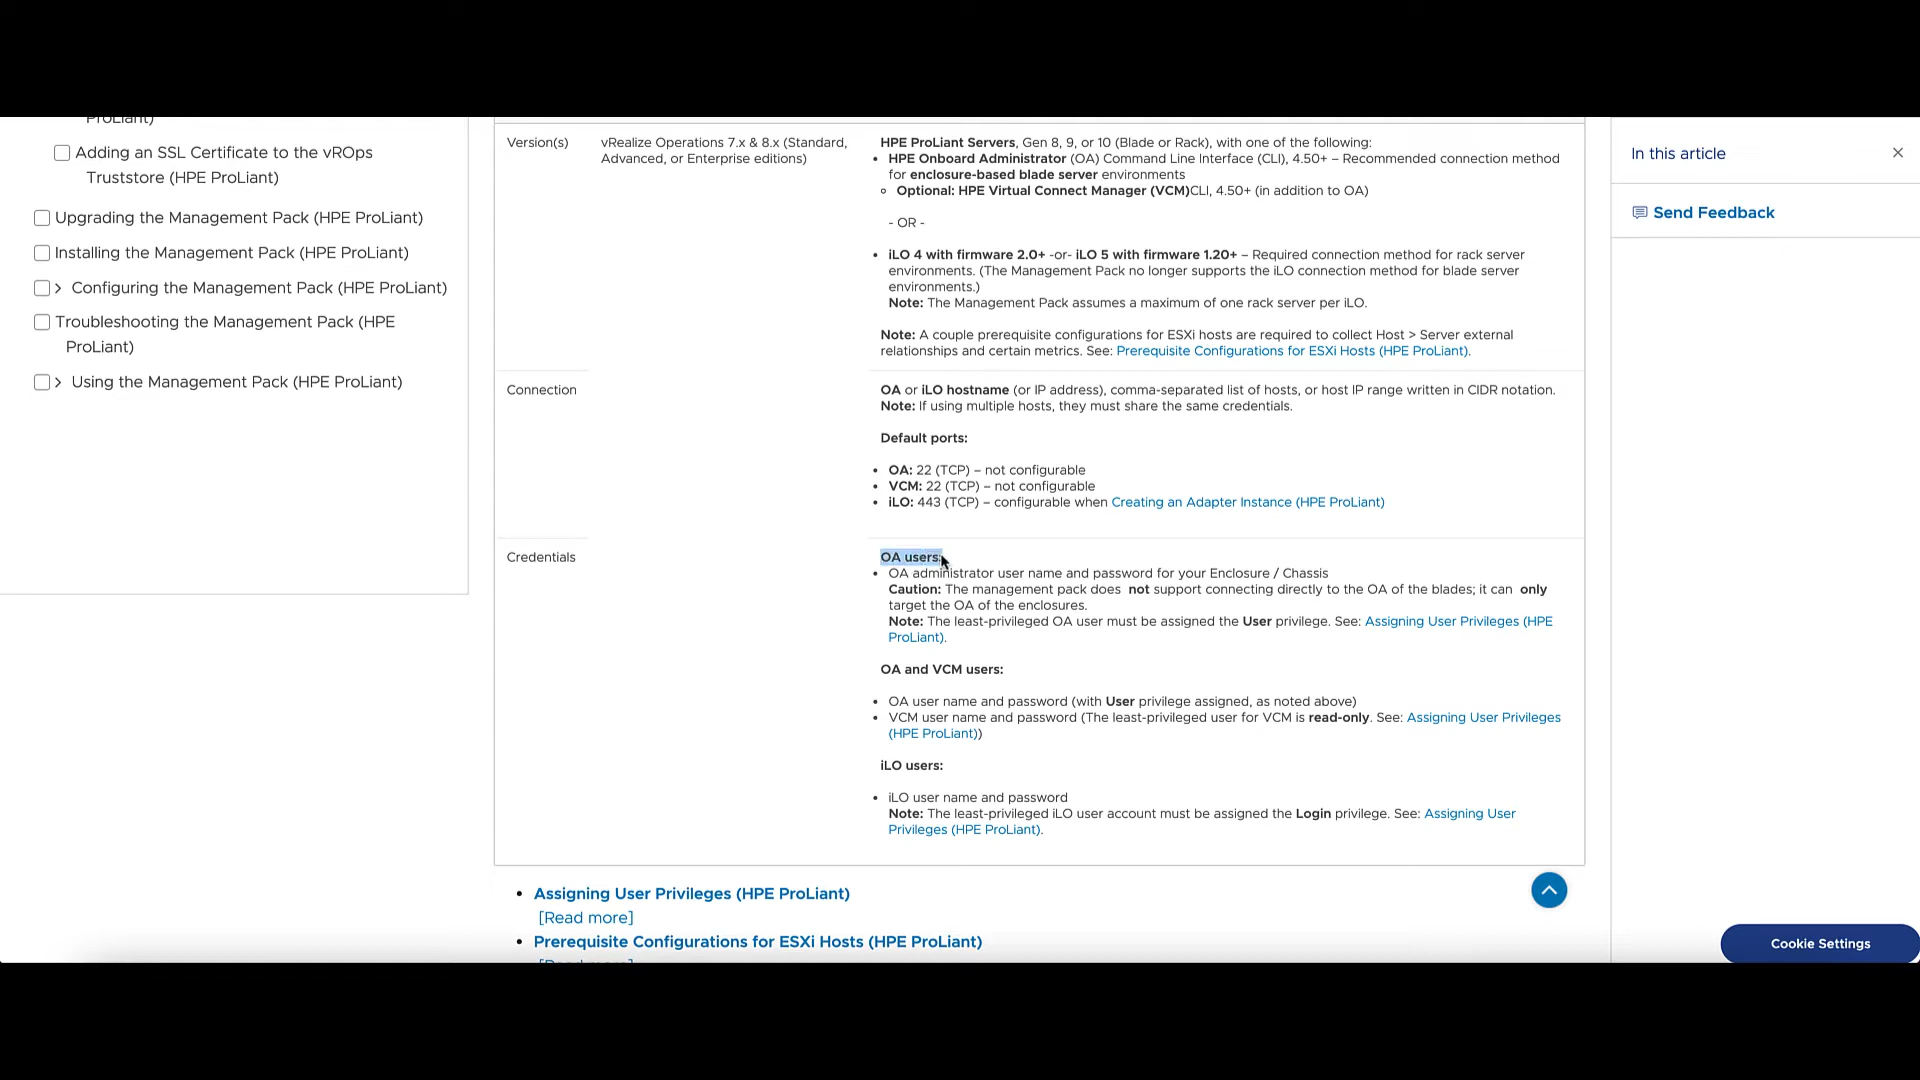 ProLiant)
Adding an SSL Certificate to the vROps
Truststore (HPE ProLiant)
Upgrading the Management Pack (HPE ProLiant)
Installing the Management Pack (HPE ProLiant)
Configuring the Management Pack (HPE ProLiant)
Troubleshooting the Management Pack (HPE
ProLiant)
Using the Management Pack (HPE ProLiant)
Version(s)
vRealize Operations 7.x & 8.x (Standard,
Advanced, or Enterprise editions)
HPE ProLiant Servers, Gen 8, 9, or 10 (Blade or Rack), with one of the following:
• HPE Onboard Administrator (OA) Command Line Interface (CLI), 4.50+ – Recommended connection method
for enclosure-based blade server environments
Optional: HPE Virtual Connect Manager (VCM)CLI, 4.50+ (in addition to OA)
- OR -
• iLO 4 with firmware 2.0+ -or- iLO 5 with firmware 1.20+ – Required connection method for rack server
environments. (The Management Pack no longer supports the iLO connection method for blade server
environments.)
Note: The Management Pack assumes a maximum of one rack server per iLO.
Note: A couple prerequisite configurations for ESXi hosts are required to collect Host > Server external
relationships and certain metrics. See: Prerequisite Configurations for ESXi Hosts (HPE ProLiant).
Connection
OA or iLO hostname (or IP address), comma-separated list of hosts, or host IP range written in CIDR notation.
Note: If using multiple hosts, they must share the same credentials.
Default ports:
• OA: 22 (TCP) – not configurable
• VCM: 22 (TCP) – not configurable
• iLO: 443 (TCP) – configurable when Creating an Adapter Instance (HPE ProLiant)
Credentials
OA users:
• OA administrator user name and password for your Enclosure / Chassis
Caution: The management pack does not support connecting directly to the OA of the blades; it can only
target the OA of the enclosures.
Note: The least-privileged OA user must be assigned the User privilege. See: Assigning User Privileges (HPE
ProLiant).
OA and VCM users:
• OA user name and password (with User privilege assigned, as noted above)
• VCM user name and password (The least-privileged user for VCM is read-only. See: Assigning User Privileges
(HPE ProLiant))
iLO users:
• iLO user name and password
Note: The least-privileged iLO user account must be assigned the Login privilege. See: Assigning User
Privileges (HPE ProLiant).
• Assigning User Privileges (HPE ProLiant)
[Read more]
• Prerequisite Configurations for ESXi Hosts (HPE ProLiant)
[Read more]
In this article
Send Feedback
Cookie Settings